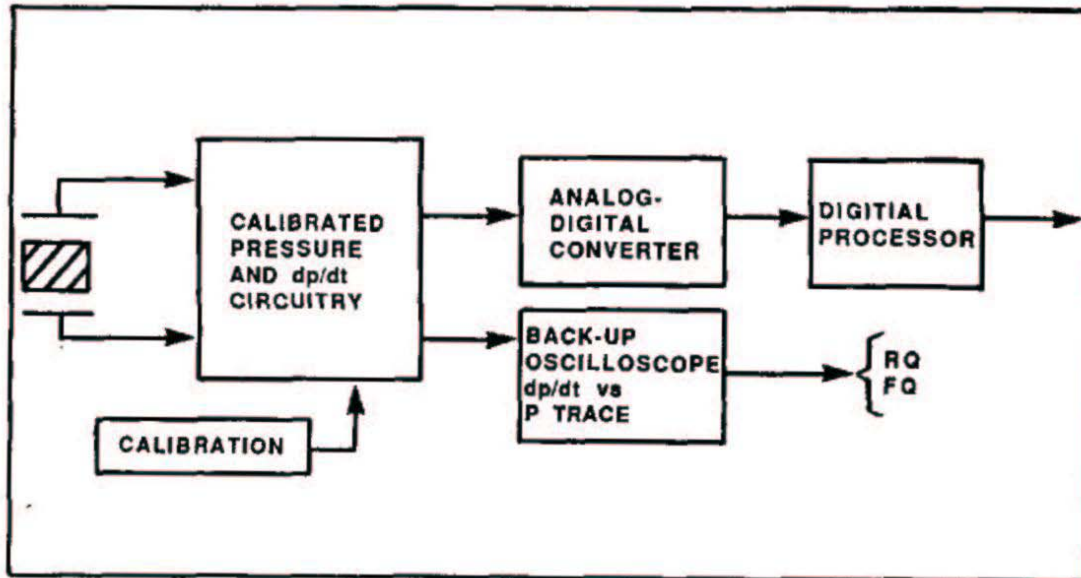 CALIBRATED
PRESSURE
AND dp/dt
CIRCUITRY
ANALOG-
DIGITAL
CONVERTER
DIGITIAL
PROCESSOR
BACK-UP
OSCILLOSCOPE
dp/dt vs
P TRACE
RQ
FQ
CALIBRATION